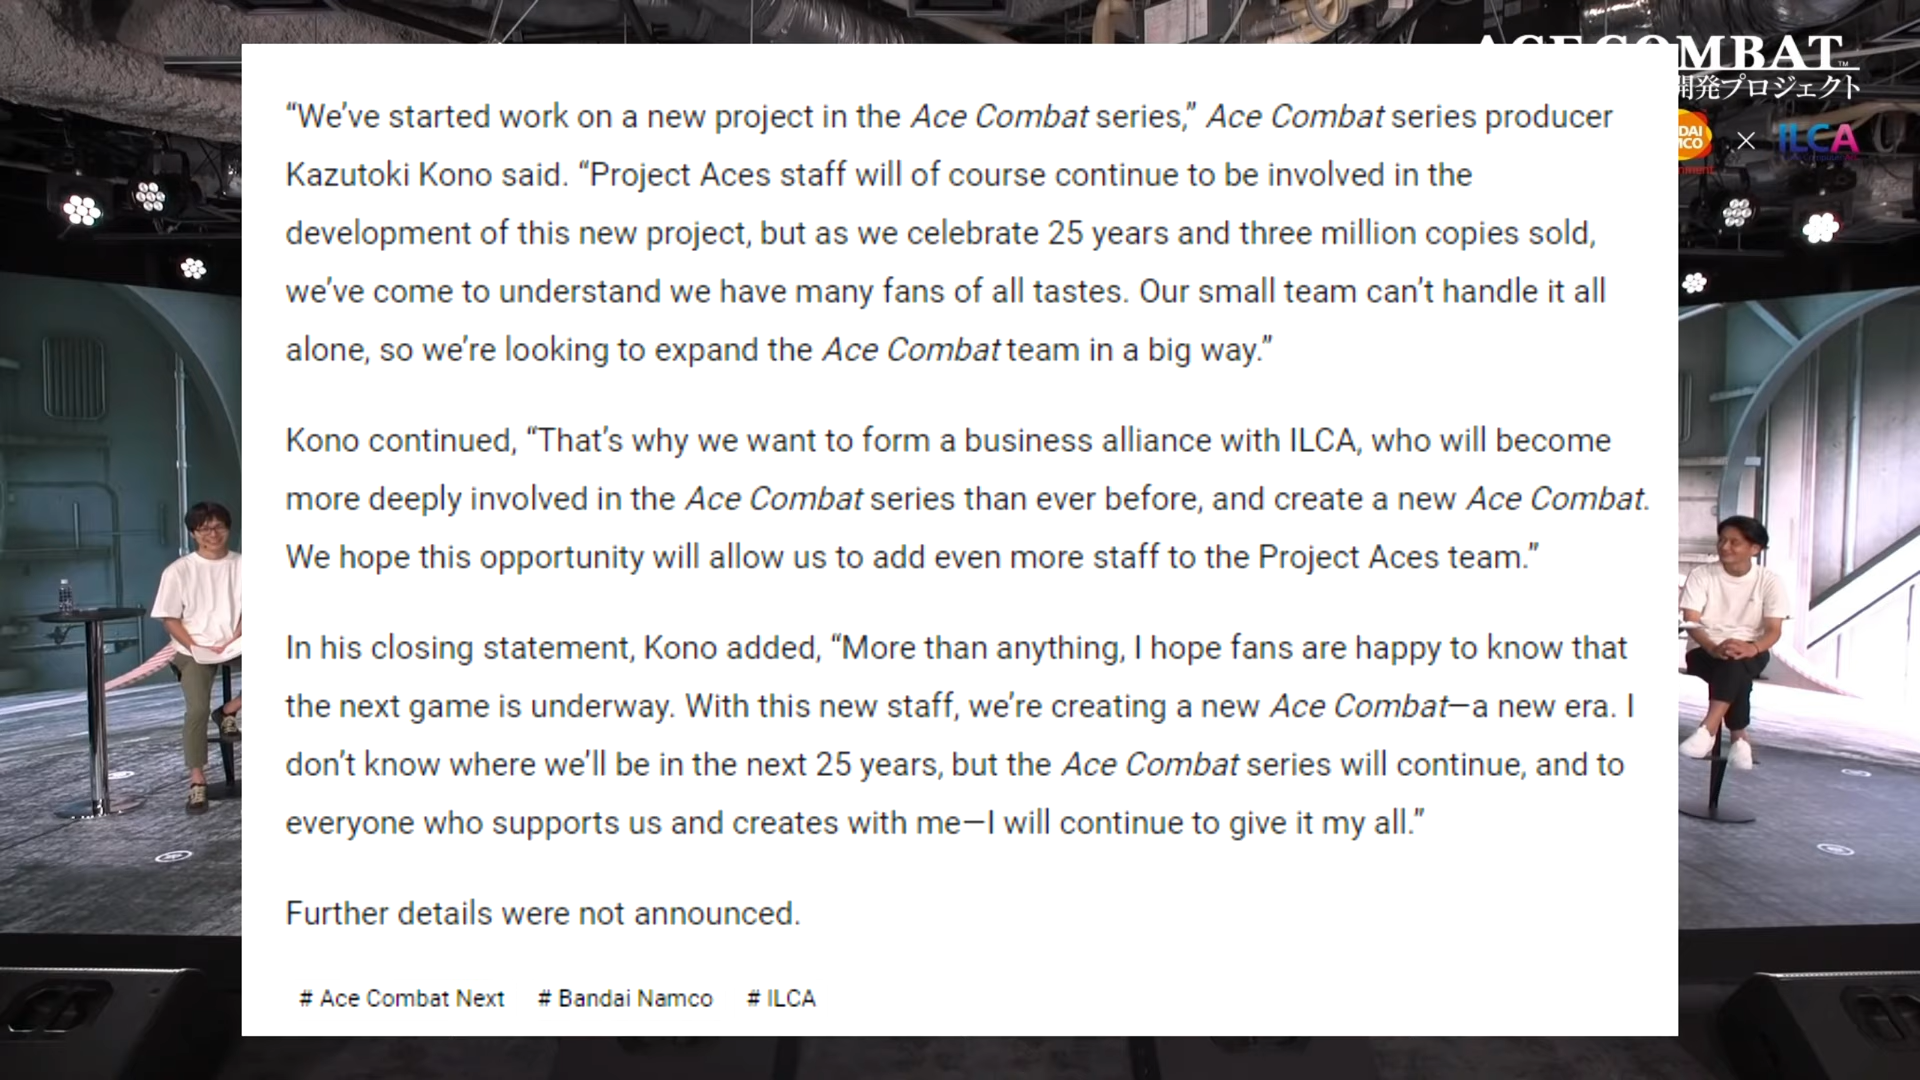 ACE COMBAT™
開発プロジェクト
DAI
MCO
× ILCA
“We’ve started work on a new project in the Ace Combat series,” Ace Combat series producer
Kazutoki Kono said. “Project Aces staff will of course continue to be involved in the
development of this new project, but as we celebrate 25 years and three million copies sold,
we’ve come to understand we have many fans of all tastes. Our small team can’t handle it all
alone, so we’re looking to expand the Ace Combat team in a big way.”
Kono continued, “That’s why we want to form a business alliance with ILCA, who will become
more deeply involved in the Ace Combat series than ever before, and create a new Ace Combat.
We hope this opportunity will allow us to add even more staff to the Project Aces team.”
In his closing statement, Kono added, “More than anything, I hope fans are happy to know that
the next game is underway. With this new staff, we’re creating a new Ace Combat—a new era. I
don’t know where we’ll be in the next 25 years, but the Ace Combat series will continue, and to
everyone who supports us and creates with me—I will continue to give it my all.”
Further details were not announced.
# Ace Combat Next # Bandai Namco # ILCA